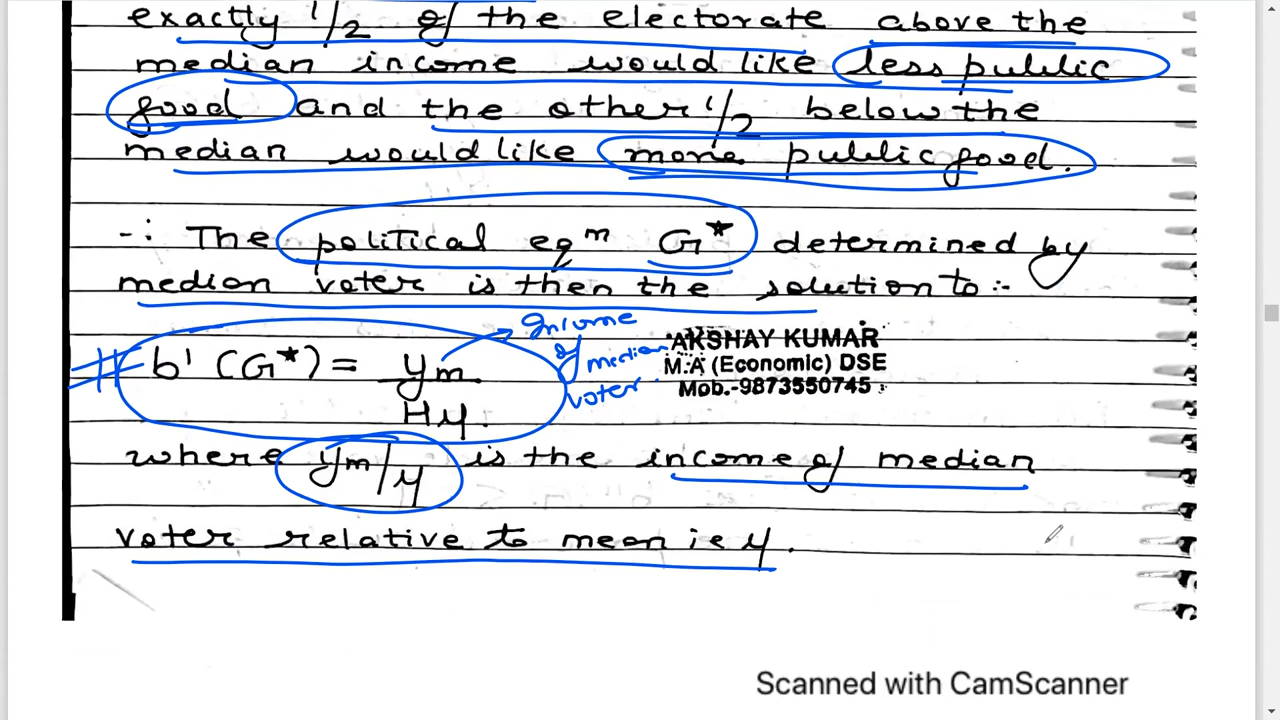 exactly 1/2 of the electorate above the
median income would like less public
good and the other 1/2 below the
median would like more public good.
∴ The political eqm G* determined by
median voter is then the solution to :-
b' (G*) = ym / Hy
Income of median voter
AKSHAY KUMAR
M.A (Economic) DSE
Mob.-9873550745
where ym/y is the income of median
voter relative to mean ie y.
Scanned with CamScanner